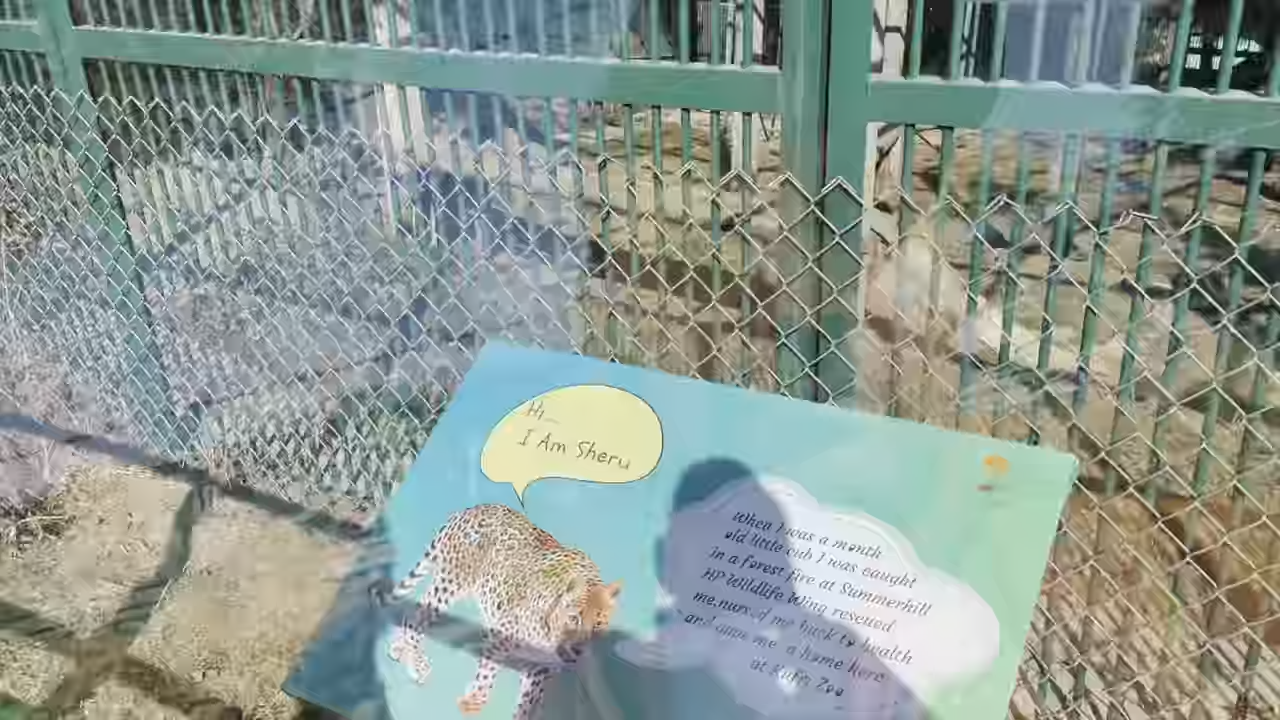 Hi_
I Am Sheru
When I was a month
old little cub I was caught
in a forest fire at Summerhill
HP Wildlife Wing rescued
me,nursed me back to health
and gave me a home here
at Kufri Zoo